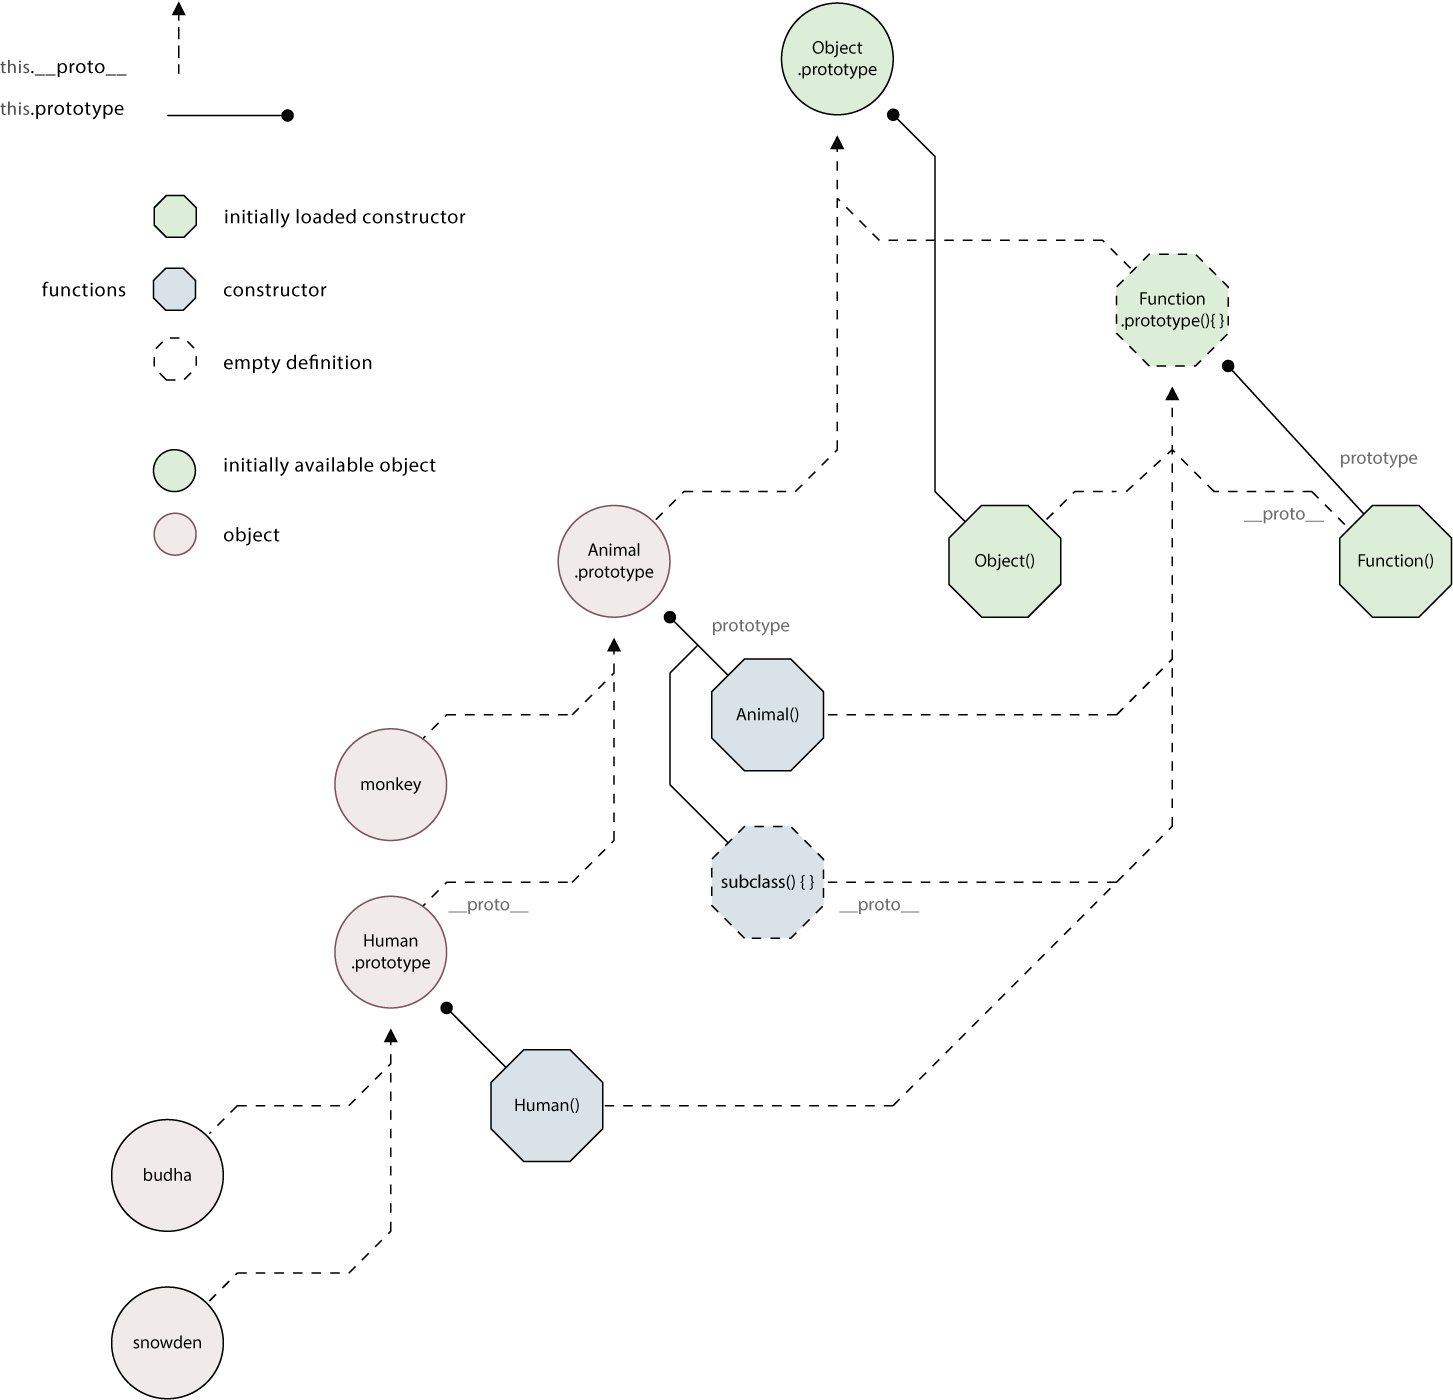 this.__proto__
this.prototype
initially loaded constructor
functions
constructor
empty definition
initially available object
object
Object
.prototype
Function
.prototype(){ }
prototype
__proto__
Object()
Function()
Animal
.prototype
prototype
Animal()
monkey
subclass() { }
__proto__
__proto__
Human
.prototype
Human()
budha
snowden